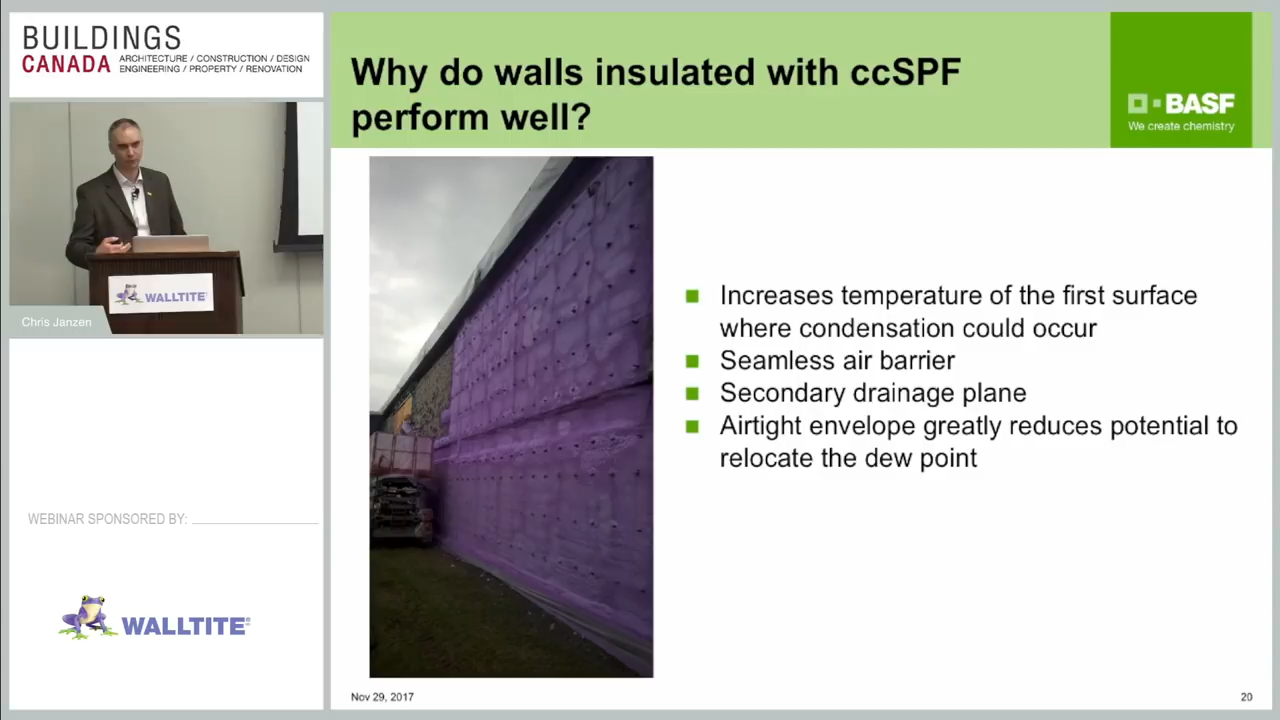 BUILDINGS
CANADA
ARCHITECTURE / CONSTRUCTION / DESIGN
ENGINEERING / PROPERTY / RENOVATION
WALLTITE
Chris Janzen
WEBINAR SPONSORED BY:
WALLTITE®
Why do walls insulated with ccSPF
perform well?
BASF
We create chemistry
Increases temperature of the first surface
where condensation could occur
Seamless air barrier
Secondary drainage plane
Airtight envelope greatly reduces potential to
relocate the dew point
Nov 29, 2017
20